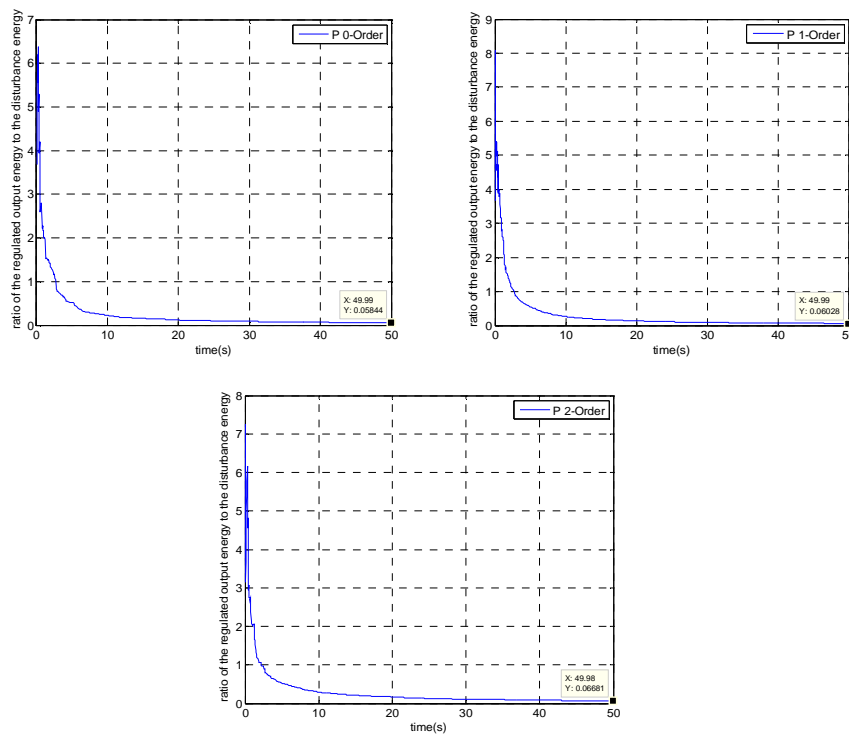 P 0-Order
ratio of the regulated output energy to the disturbance energy
7
6
5
4
3
2
1
0
X: 49.99
Y: 0.05844
0 10 20 30 40 50
time(s)
P 1-Order
ratio of the regulated output energy to the disturbance energy
9
8
7
6
5
4
3
2
1
0
X: 49.99
Y: 0.06028
0 10 20 30 40 50
time(s)
P 2-Order
ratio of the regulated output energy to the disturbance energy
8
7
6
5
4
3
2
1
0
X: 49.98
Y: 0.06681
0 10 20 30 40 50
time(s)